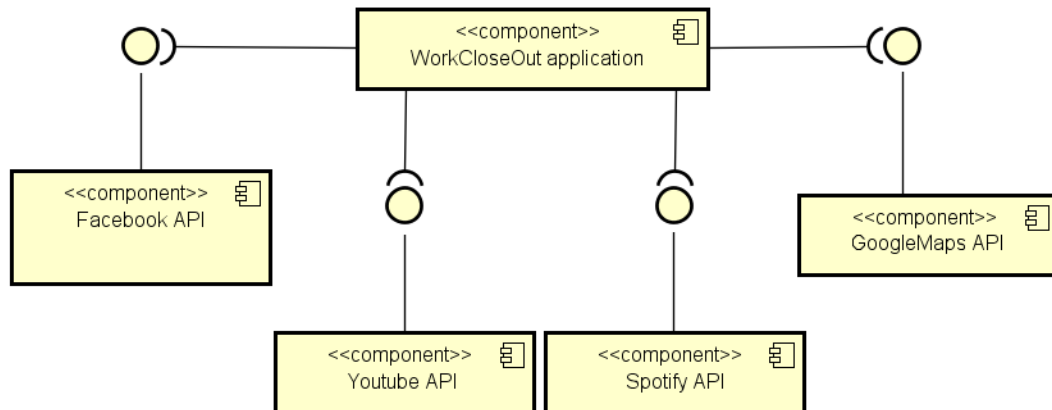 <<component>>
WorkCloseOut application
<<component>>
Facebook API
<<component>>
GoogleMaps API
<<component>>
Youtube API
<<component>>
Spotify API